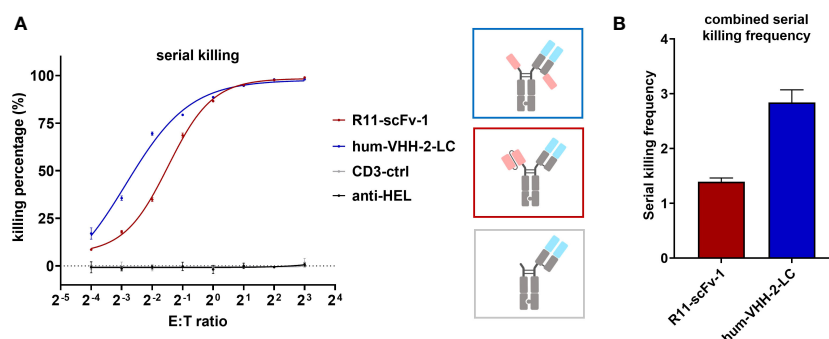 A
serial killing
killing percentage (%)
100
75
50
25
0
2-5 2-4 2-3 2-2 2-1 20 21 22 23 24
E:T ratio
R11-scFv-1
hum-VHH-2-LC
CD3-ctrl
anti-HEL
B
combined serial
killing frequency
Serial killing frequency
4
3
2
1
0
R11-scFv-1
hum-VHH-2-LC